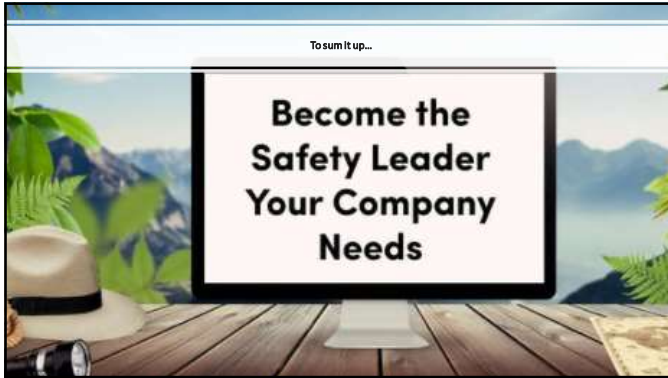 To sum it up...
Become the
Safety Leader
Your Company
Needs